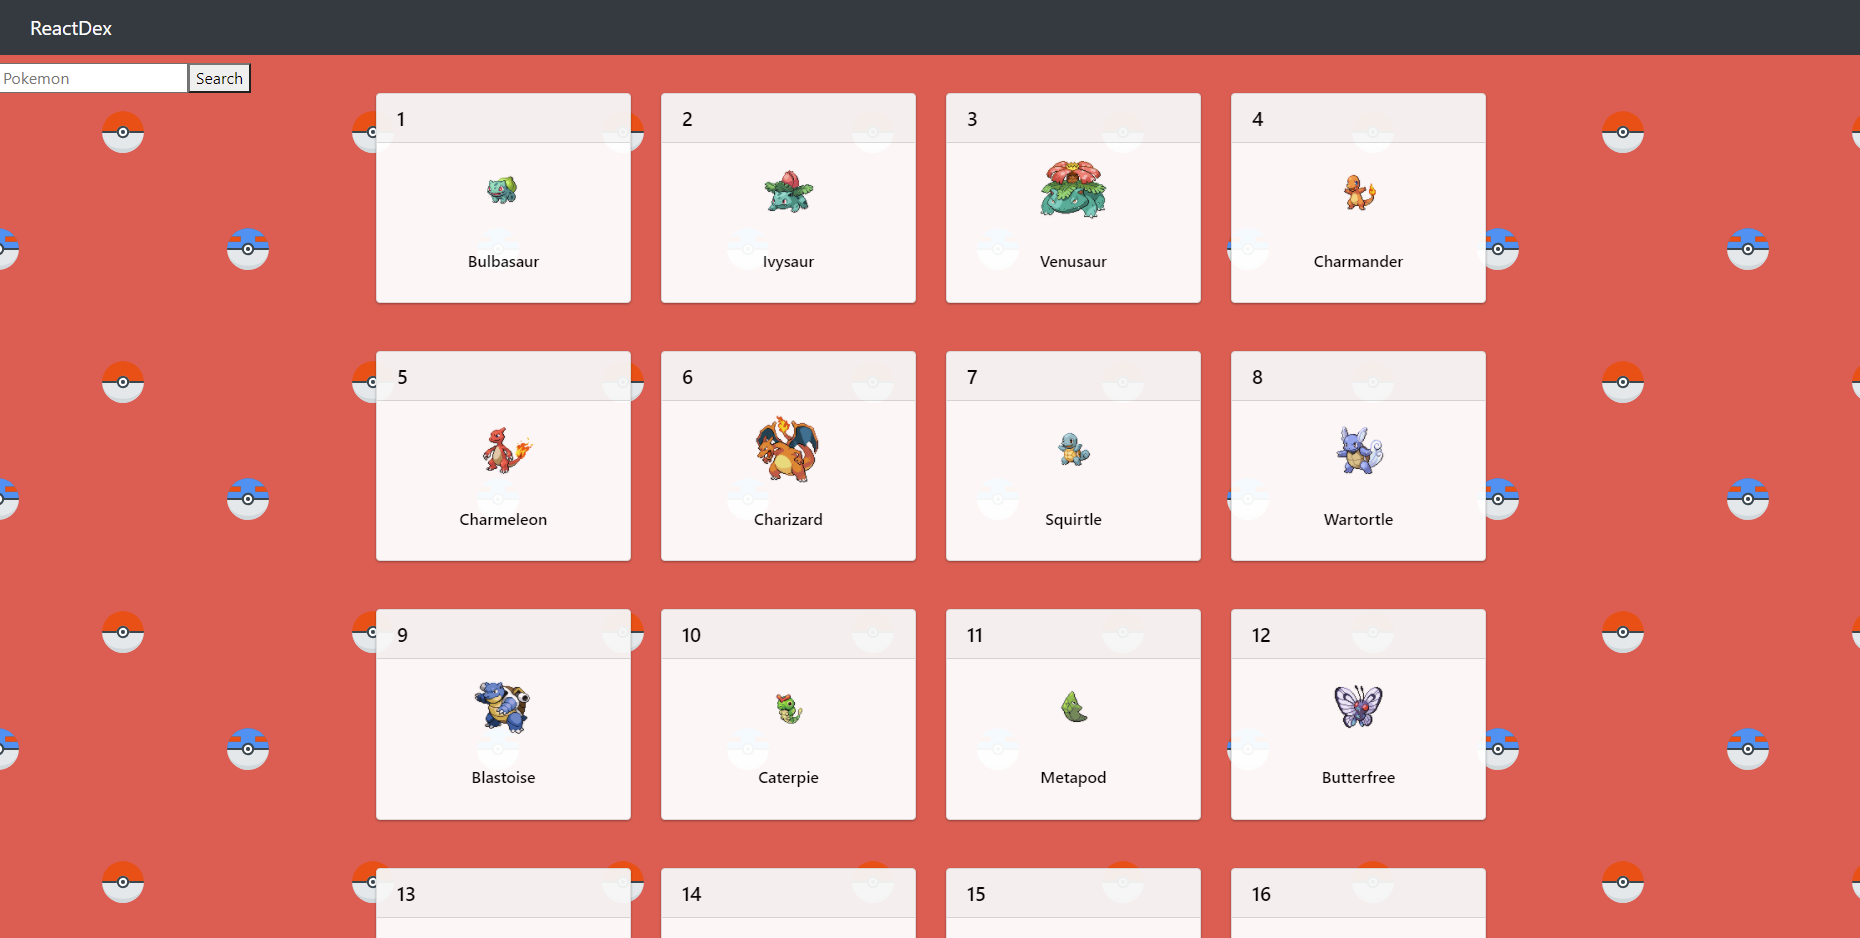 ReactDex
Pokemon Search
1 2 3 4
Bulbasaur Ivysaur Venusaur Charmander
5 6 7 8
Charmeleon Charizard Squirtle Wartortle
9 10 11 12
Blastoise Caterpie Metapod Butterfree
13 14 15 16